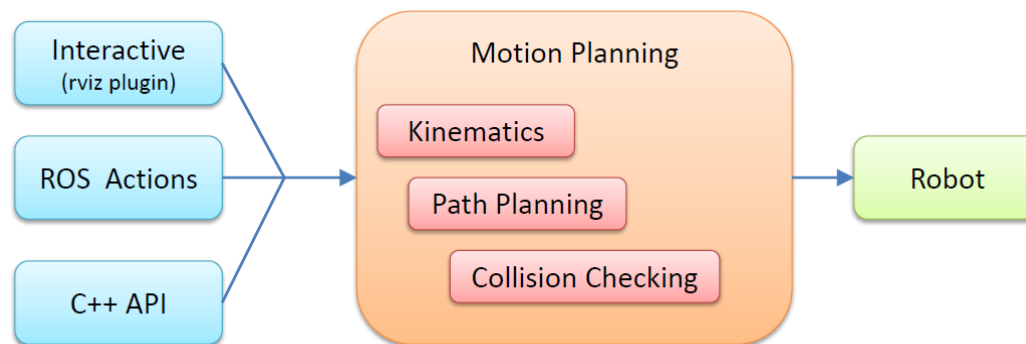 Interactive
(rviz plugin)
ROS Actions
C++ API
Motion Planning
Kinematics
Path Planning
Collision Checking
Robot